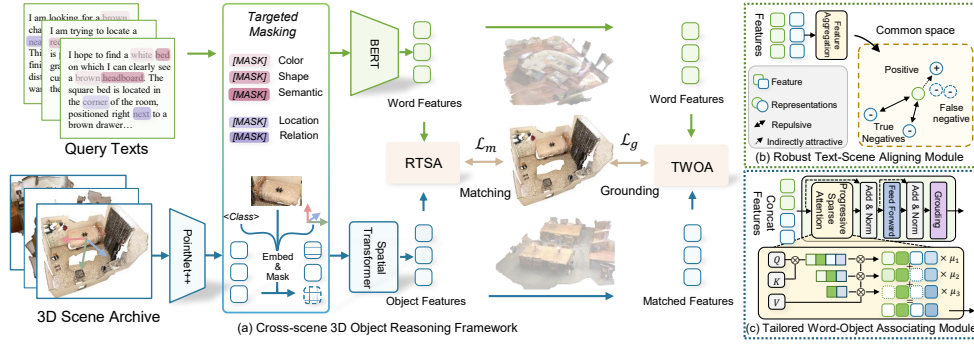 I am looking for a brown
I am trying to locate a
I hope to find a white bed
on which I can clearly see
a brown headboard. The
square bed is located in
the corner of the room,
positioned right next to a
brown drawer…
Query Texts
3D Scene Archive
PointNet++
Targeted
Masking
[MASK] Color
[MASK] Shape
[MASK] Semantic
[MASK] Location
[MASK] Relation
<Class>
Embed
&
Mask
BERT
Word Features
Spatial
Transformer
Object Features
RTSA
ℒm
Matching
ℒg
Grounding
TWOA
Word Features
Matched Features
(a) Cross-scene 3D Object Reasoning Framework
Features
Feature
Aggregation
Common space
Positive
+
False
negative
True
Negatives
Feature
Representations
Repulsive
Indirectly attractive
(b) Robust Text-Scene Aligning Module
Concat
Features
Progressive
Sparse
Attention
Add & Norm
Feed Forward
Add & Norm
Grouding
Q
K
V
× μ1
× μ2
× μ3
(c) Tailored Word-Object Associating Module